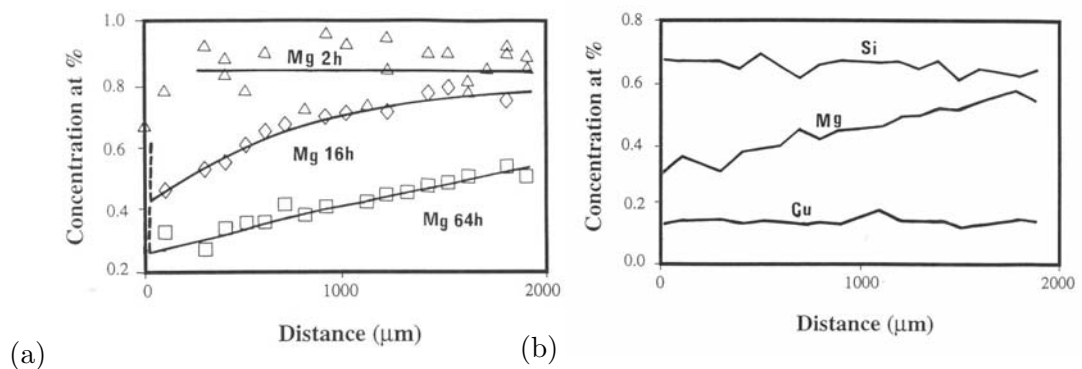 1.0
0.8
0.6
0.4
0.2
Concentration at %
Mg 2h
Mg 16h
Mg 64h
0
1000
2000
Distance (μm)
(a)
0.8
0.6
0.4
0.2
0.0
Concentration at %
Si
Mg
Cu
0
1000
2000
Distance (μm)
(b)